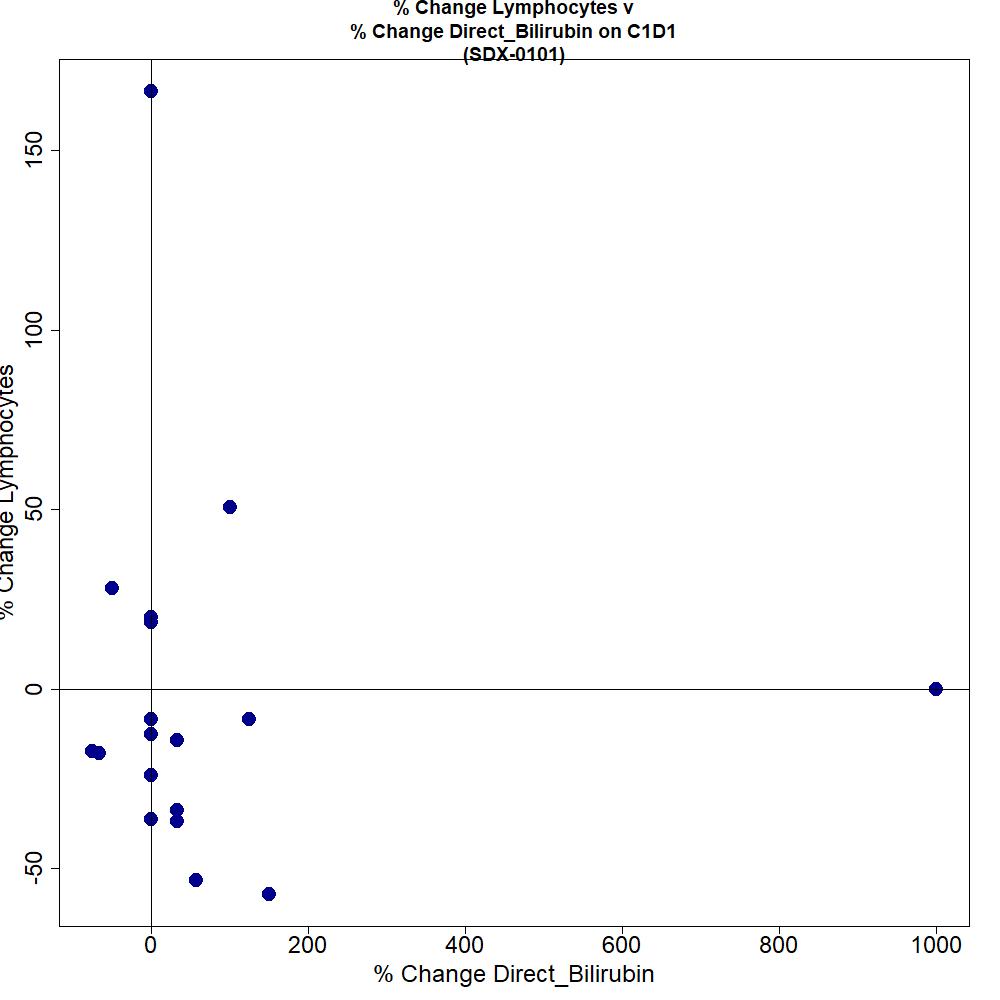 % Change Lymphocytes v
% Change Direct_Bilirubin on C1D1
(SDX-0101)
% Change Lymphocytes
150
100
50
0
-50
0 200 400 600 800 1000
% Change Direct_Bilirubin